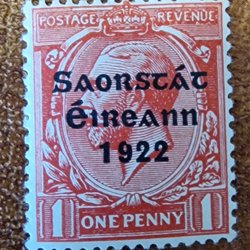 POSTAGE REVENUE
Saorstát
Éireann
1922
1 ONE PENNY 1